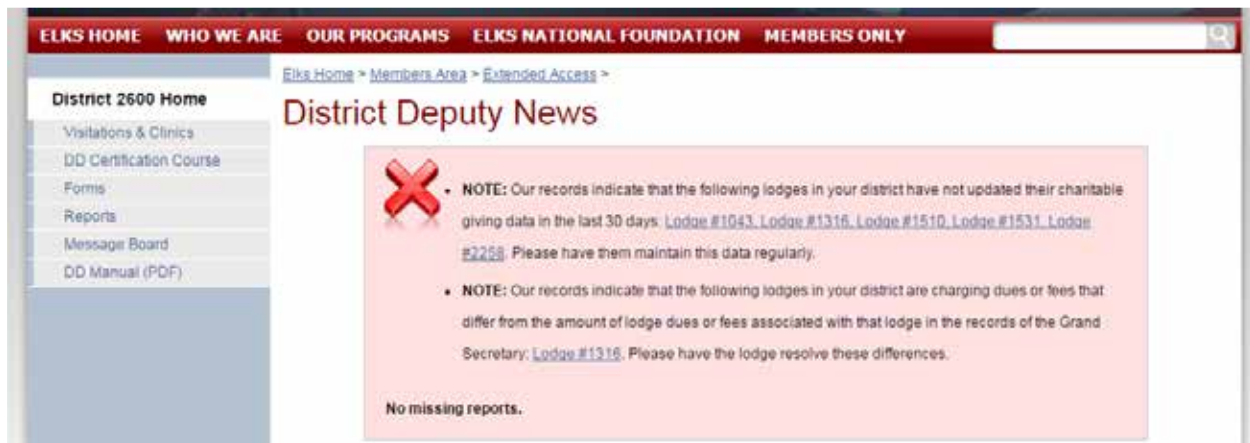 ELKS HOME WHO WE ARE OUR PROGRAMS ELKS NATIONAL FOUNDATION MEMBERS ONLY
Elks Home > Members Area > Extended Access >
District 2600 Home
Visitations & Clinics
DD Certification Course
Forms
Reports
Message Board
DD Manual (PDF)
District Deputy News
• NOTE: Our records indicate that the following lodges in your district have not updated their charitable
giving data in the last 30 days: Lodge #1043, Lodge #1316, Lodge #1510, Lodge #1531, Lodge
#2258. Please have them maintain this data regularly.
• NOTE: Our records indicate that the following lodges in your district are charging dues or fees that
differ from the amount of lodge dues or fees associated with that lodge in the records of the Grand
Secretary: Lodge #1316. Please have the lodge resolve these differences.
No missing reports.